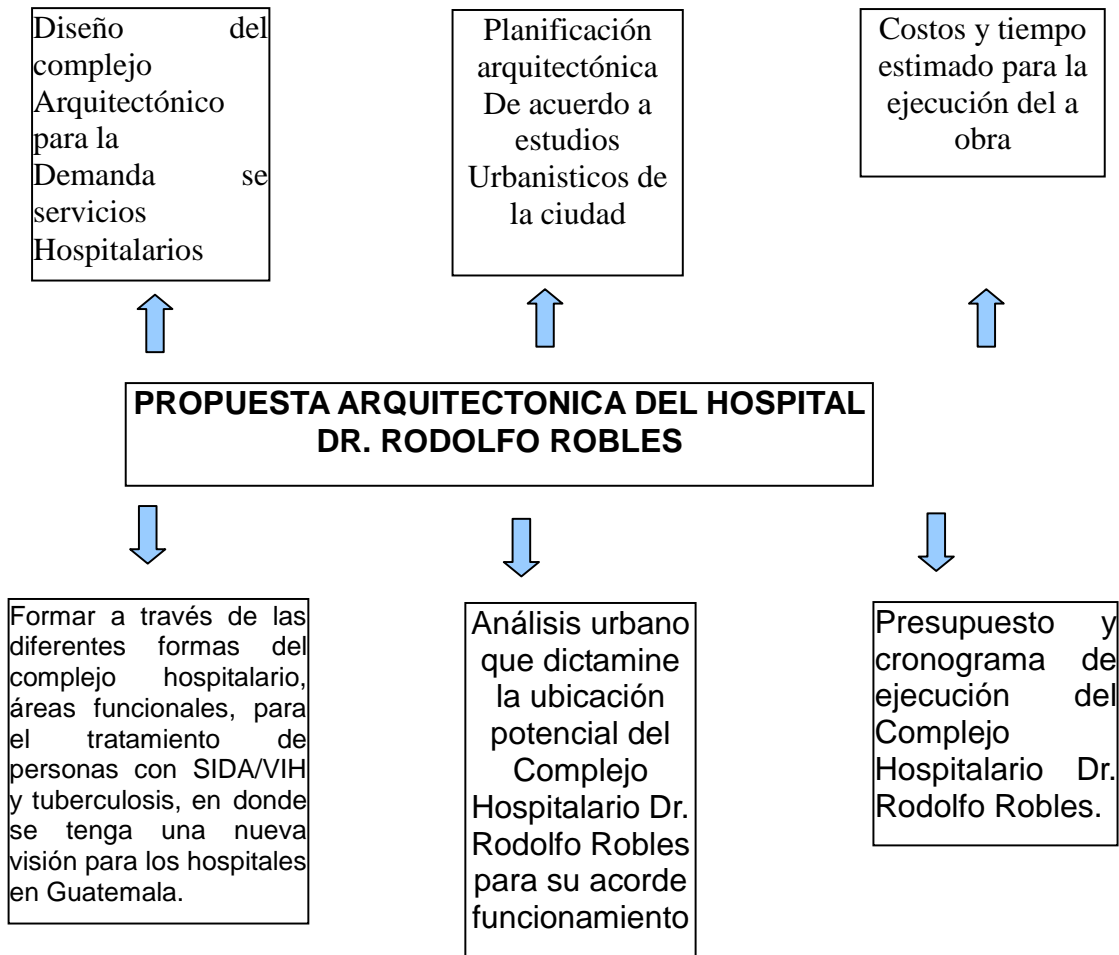 Diseño del
complejo
Arquitectónico
para la
Demanda se
servicios
Hospitalarios
Planificación
arquitectónica
De acuerdo a
estudios
Urbanisticos de
la ciudad
Costos y tiempo
estimado para la
ejecución del a
obra
PROPUESTA ARQUITECTONICA DEL HOSPITAL
DR. RODOLFO ROBLES
Formar a través de las
diferentes formas del
complejo hospitalario,
áreas funcionales, para
el tratamiento de
personas con SIDA/VIH
y tuberculosis, en donde
se tenga una nueva
visión para los hospitales
en Guatemala.
Análisis urbano
que dictamine
la ubicación
potencial del
Complejo
Hospitalario Dr.
Rodolfo Robles
para su acorde
funcionamiento
Presupuesto y
cronograma de
ejecución del
Complejo
Hospitalario Dr.
Rodolfo Robles.